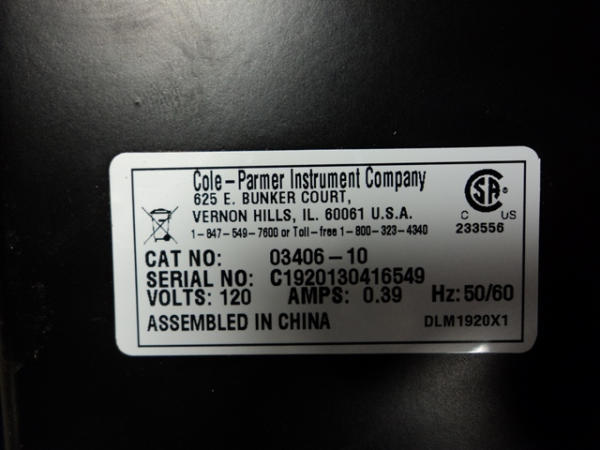 Cole-Parmer Instrument Company
625 E. BUNKER COURT,
VERNON HILLS, IL. 60061 U.S.A.
1-847-549-7600 or Toll-free 1-800-323-4340
CSA®
C US
233556
CAT NO: 03406-10
SERIAL NO: C1920130416549
VOLTS: 120 AMPS: 0.39 Hz: 50/60
ASSEMBLED IN CHINA DLM1920X1